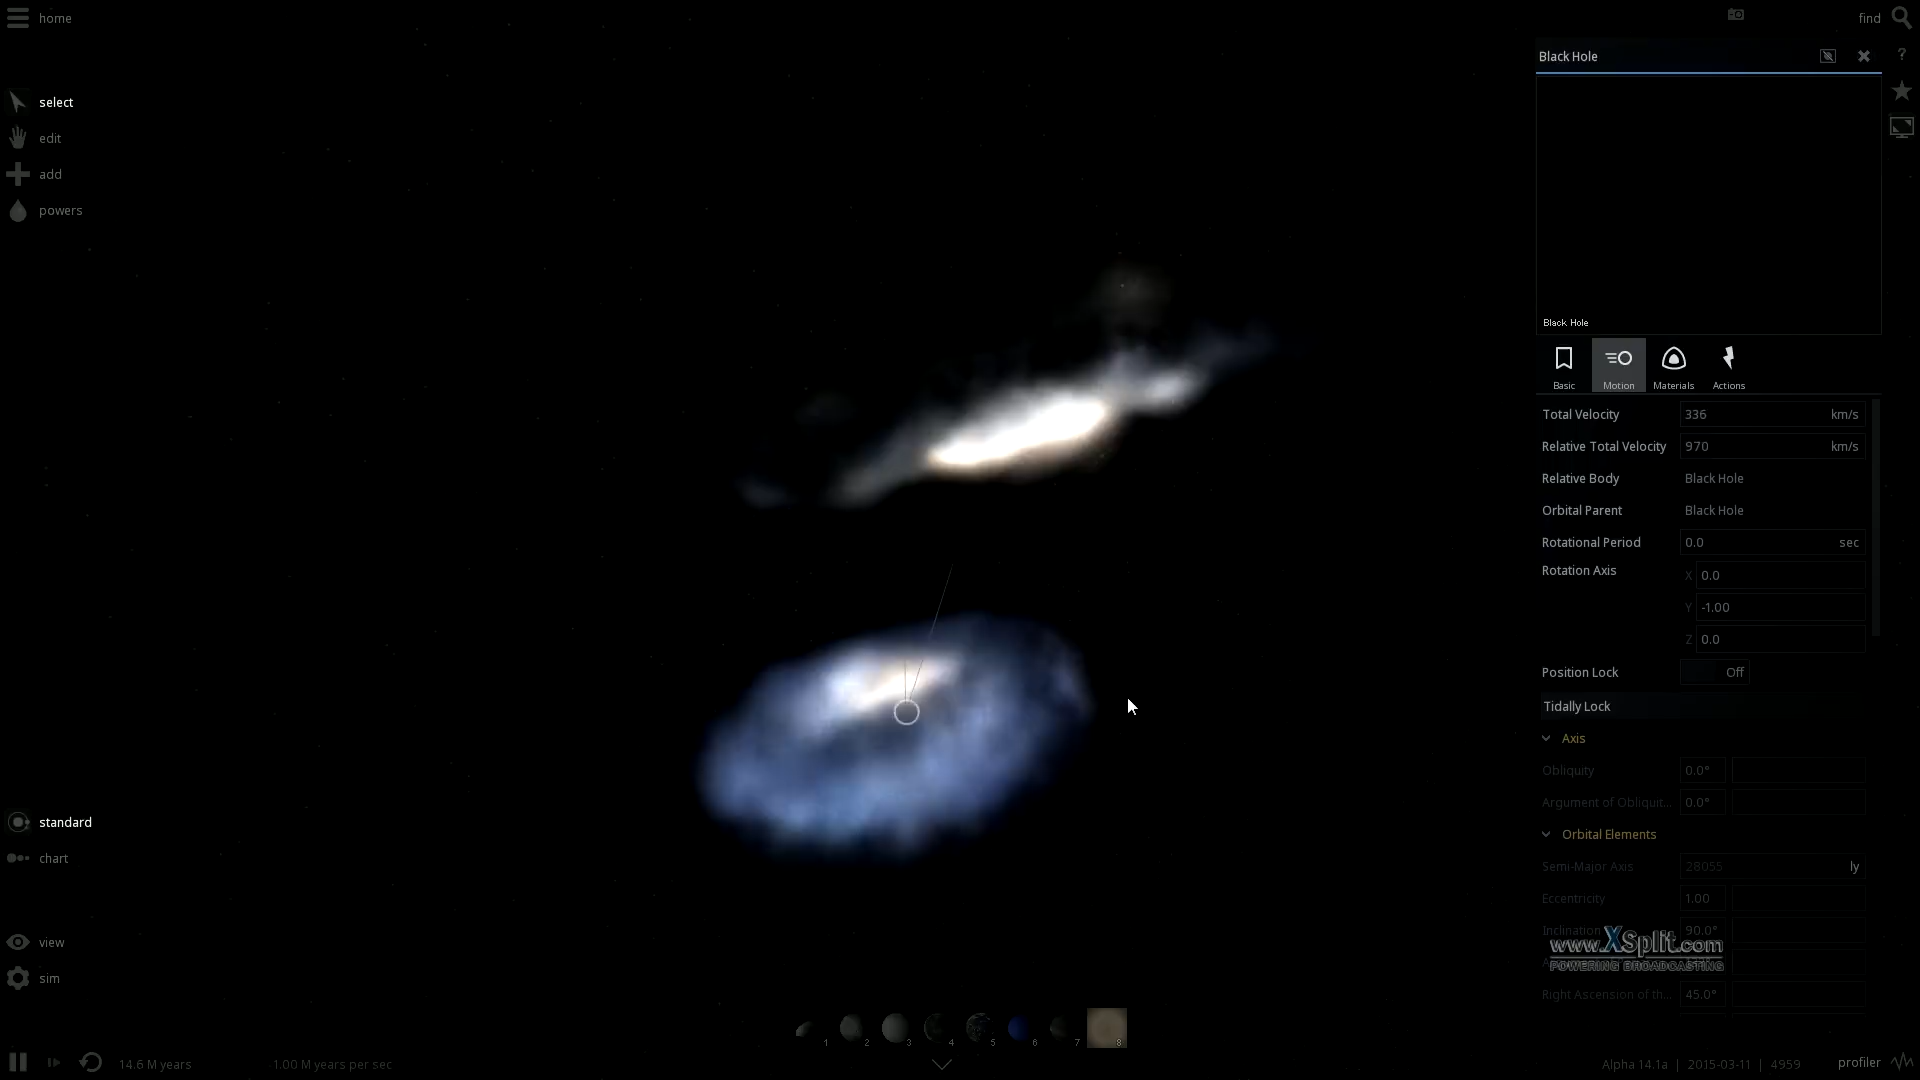 home
find
select
edit
add
powers
Black Hole
?
Black Hole
Basic Motion Materials Actions
Total Velocity 336 km/s
Relative Total Velocity 970 km/s
Relative Body Black Hole
Orbital Parent Black Hole
Rotational Period 0.0 sec
Rotation Axis X 0.0
Y -1.00
Z 0.0
Position Lock Off
Tidally Lock
Axis
Obliquity 0.0°
Argument of Obliquit... 0.0°
Orbital Elements
Semi-Major Axis 28055 ly
Eccentricity 1.00
Inclination 90.0°
www.XSplit.com
POWERING BROADCASTING
Right Ascension of th... 45.0°
standard
chart
view
sim
1 2 3 4 5 6 7 8
14.6 M years 1.00 M years per sec
Alpha 14.1a | 2015-03-11 | 4959
profiler